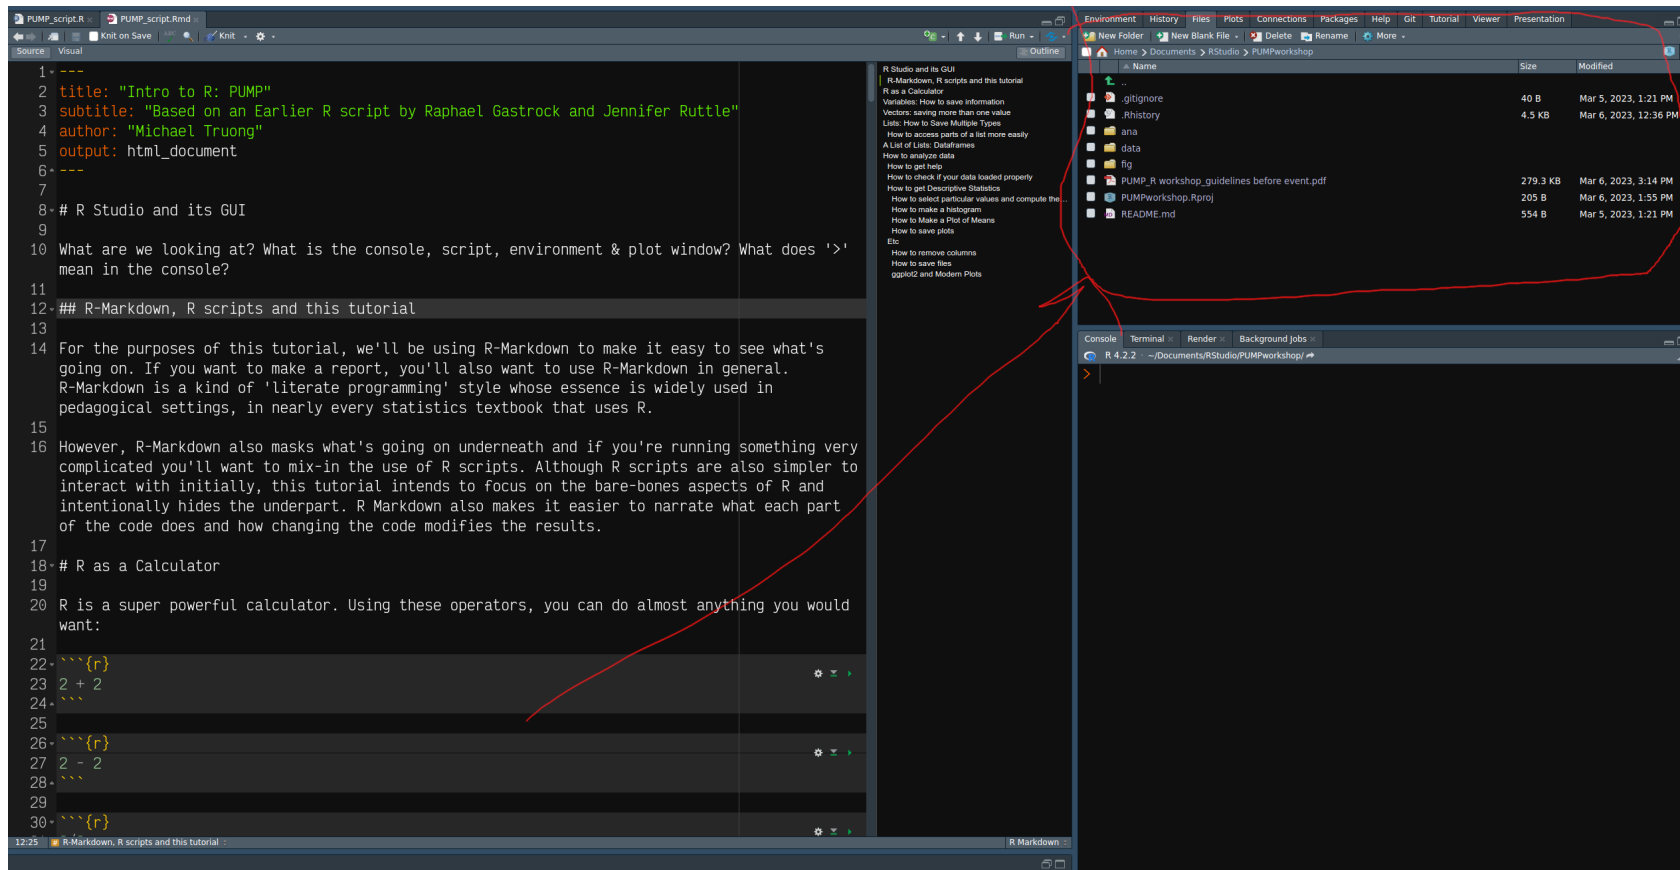 PUMP_script.R
PUMP_script.Rmd
Knit on Save
ABC
Knit
Run
Source
Visual
Outline
1 ---
2 title: "Intro to R: PUMP"
3 subtitle: "Based on an Earlier R script by Raphael Gastrock and Jennifer Ruttle"
4 author: "Michael Truong"
5 output: html_document
6 ---
7
8 # R Studio and its GUI
9
10 What are we looking at? What is the console, script, environment & plot window? What does '>'
mean in the console?
11
12 ## R-Markdown, R scripts and this tutorial
13
14 For the purposes of this tutorial, we'll be using R-Markdown to make it easy to see what's
going on. If you want to make a report, you'll also want to use R-Markdown in general.
R-Markdown is a kind of 'literate programming' style whose essence is widely used in
pedagogical settings, in nearly every statistics textbook that uses R.
15
16 However, R-Markdown also masks what's going on underneath and if you're running something very
complicated you'll want to mix-in the use of R scripts. Although R scripts are also simpler to
interact with initially, this tutorial intends to focus on the bare-bones aspects of R and
intentionally hides the underpart. R Markdown also makes it easier to narrate what each part
of the code does and how changing the code modifies the results.
17
18 # R as a Calculator
19
20 R is a super powerful calculator. Using these operators, you can do almost anything you would
want:
21
22 ```{r}
23 2 + 2
24 ```
25
26 ```{r}
27 2 - 2
28 ```
29
30 ```{r}
12:25
R-Markdown, R scripts and this tutorial
R Markdown
R Studio and its GUI
R-Markdown, R scripts and this tutorial
R as a Calculator
Variables: How to save information
Vectors: saving more than one value
Lists: How to Save Multiple Types
How to access parts of a list more easily
A List of Lists: Dataframes
How to analyze data
How to get help
How to check if your data loaded properly
How to get Descriptive Statistics
How to select particular values and compute the...
How to make a histogram
How to Make a Plot of Means
How to save plots
Etc
How to remove columns
How to save files
ggplot2 and Modern Plots
Environment History Files Plots Connections Packages Help Git Tutorial Viewer Presentation
New Folder New Blank File Delete Rename More
Home > Documents > RStudio > PUMPworkshop
Name Size Modified
..
.gitignore 40 B Mar 5, 2023, 1:21 PM
.Rhistory 4.5 KB Mar 6, 2023, 12:36 PM
ana
data
fig
PUMP_R workshop_guidelines before event.pdf 279.3 KB Mar 6, 2023, 3:14 PM
PUMPworkshop.Rproj 205 B Mar 6, 2023, 1:55 PM
README.md 554 B Mar 5, 2023, 1:21 PM
Console Terminal Render Background Jobs
R 4.2.2 · ~/Documents/RStudio/PUMPworkshop/
>